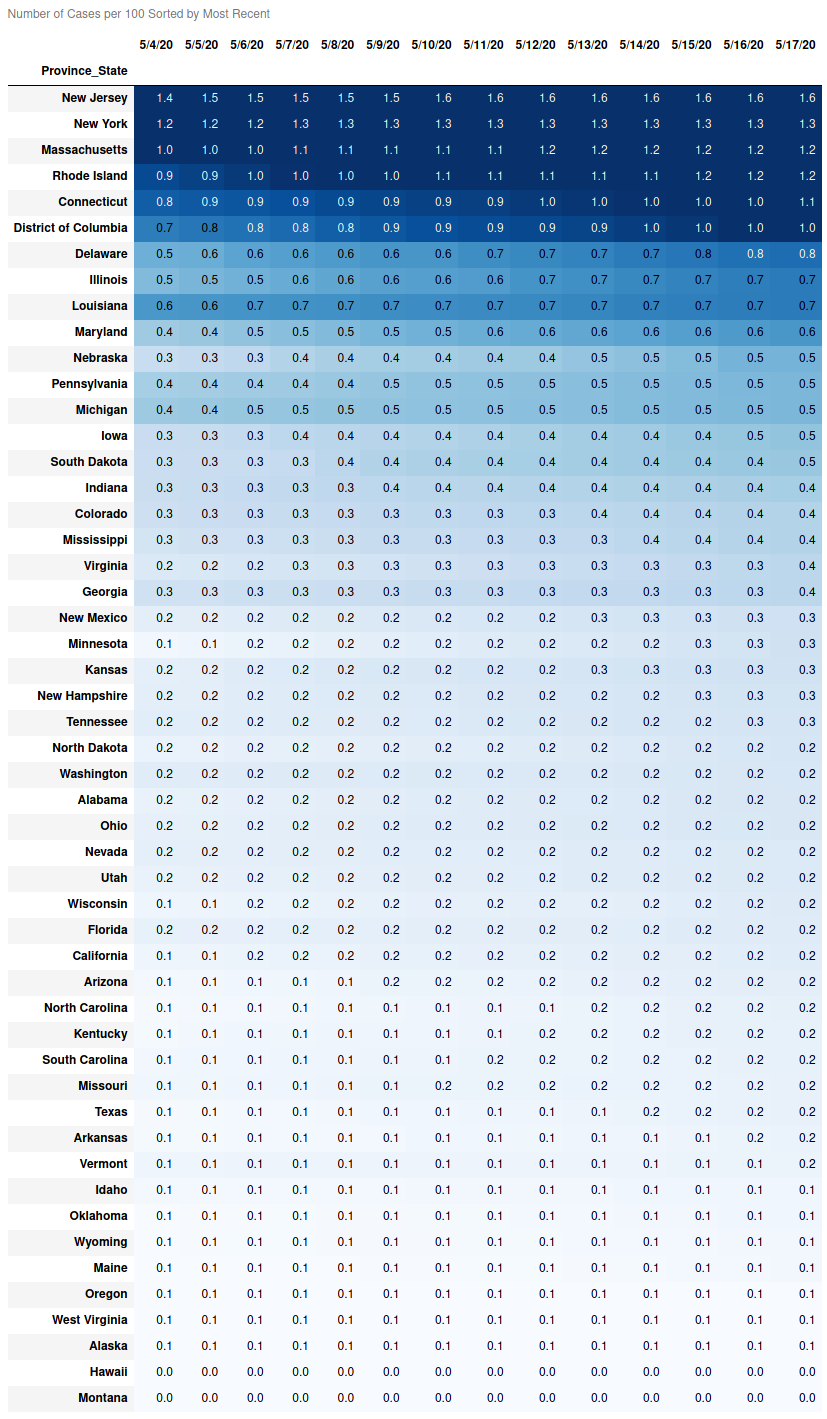 Number of Cases per 100 Sorted by Most Recent
5/4/20 5/5/20 5/6/20 5/7/20 5/8/20 5/9/20 5/10/20 5/11/20 5/12/20 5/13/20 5/14/20 5/15/20 5/16/20 5/17/20
Province_State
New Jersey 1.4 1.5 1.5 1.5 1.5 1.5 1.6 1.6 1.6 1.6 1.6 1.6 1.6 1.6
New York 1.2 1.2 1.2 1.3 1.3 1.3 1.3 1.3 1.3 1.3 1.3 1.3 1.3 1.3
Massachusetts 1.0 1.0 1.0 1.1 1.1 1.1 1.1 1.1 1.2 1.2 1.2 1.2 1.2 1.2
Rhode Island 0.9 0.9 1.0 1.0 1.0 1.0 1.1 1.1 1.1 1.1 1.1 1.2 1.2 1.2
Connecticut 0.8 0.9 0.9 0.9 0.9 0.9 0.9 0.9 1.0 1.0 1.0 1.0 1.0 1.1
District of Columbia 0.7 0.8 0.8 0.8 0.8 0.9 0.9 0.9 0.9 0.9 1.0 1.0 1.0 1.0
Delaware 0.5 0.6 0.6 0.6 0.6 0.6 0.6 0.7 0.7 0.7 0.7 0.8 0.8 0.8
Illinois 0.5 0.5 0.5 0.6 0.6 0.6 0.6 0.6 0.7 0.7 0.7 0.7 0.7 0.7
Louisiana 0.6 0.6 0.7 0.7 0.7 0.7 0.7 0.7 0.7 0.7 0.7 0.7 0.7 0.7
Maryland 0.4 0.4 0.5 0.5 0.5 0.5 0.5 0.6 0.6 0.6 0.6 0.6 0.6 0.6
Nebraska 0.3 0.3 0.3 0.4 0.4 0.4 0.4 0.4 0.4 0.5 0.5 0.5 0.5 0.5
Pennsylvania 0.4 0.4 0.4 0.4 0.4 0.5 0.5 0.5 0.5 0.5 0.5 0.5 0.5 0.5
Michigan 0.4 0.4 0.5 0.5 0.5 0.5 0.5 0.5 0.5 0.5 0.5 0.5 0.5 0.5
Iowa 0.3 0.3 0.3 0.4 0.4 0.4 0.4 0.4 0.4 0.4 0.4 0.4 0.5 0.5
South Dakota 0.3 0.3 0.3 0.3 0.4 0.4 0.4 0.4 0.4 0.4 0.4 0.4 0.4 0.5
Indiana 0.3 0.3 0.3 0.3 0.3 0.4 0.4 0.4 0.4 0.4 0.4 0.4 0.4 0.4
Colorado 0.3 0.3 0.3 0.3 0.3 0.3 0.3 0.3 0.3 0.4 0.4 0.4 0.4 0.4
Mississippi 0.3 0.3 0.3 0.3 0.3 0.3 0.3 0.3 0.3 0.3 0.4 0.4 0.4 0.4
Virginia 0.2 0.2 0.2 0.3 0.3 0.3 0.3 0.3 0.3 0.3 0.3 0.3 0.3 0.4
Georgia 0.3 0.3 0.3 0.3 0.3 0.3 0.3 0.3 0.3 0.3 0.3 0.3 0.3 0.4
New Mexico 0.2 0.2 0.2 0.2 0.2 0.2 0.2 0.2 0.2 0.3 0.3 0.3 0.3 0.3
Minnesota 0.1 0.1 0.2 0.2 0.2 0.2 0.2 0.2 0.2 0.2 0.2 0.3 0.3 0.3
Kansas 0.2 0.2 0.2 0.2 0.2 0.2 0.2 0.2 0.2 0.3 0.3 0.3 0.3 0.3
New Hampshire 0.2 0.2 0.2 0.2 0.2 0.2 0.2 0.2 0.2 0.2 0.2 0.3 0.3 0.3
Tennessee 0.2 0.2 0.2 0.2 0.2 0.2 0.2 0.2 0.2 0.2 0.2 0.2 0.3 0.3
North Dakota 0.2 0.2 0.2 0.2 0.2 0.2 0.2 0.2 0.2 0.2 0.2 0.2 0.2 0.2
Washington 0.2 0.2 0.2 0.2 0.2 0.2 0.2 0.2 0.2 0.2 0.2 0.2 0.2 0.2
Alabama 0.2 0.2 0.2 0.2 0.2 0.2 0.2 0.2 0.2 0.2 0.2 0.2 0.2 0.2
Ohio 0.2 0.2 0.2 0.2 0.2 0.2 0.2 0.2 0.2 0.2 0.2 0.2 0.2 0.2
Nevada 0.2 0.2 0.2 0.2 0.2 0.2 0.2 0.2 0.2 0.2 0.2 0.2 0.2 0.2
Utah 0.2 0.2 0.2 0.2 0.2 0.2 0.2 0.2 0.2 0.2 0.2 0.2 0.2 0.2
Wisconsin 0.1 0.1 0.2 0.2 0.2 0.2 0.2 0.2 0.2 0.2 0.2 0.2 0.2 0.2
Florida 0.2 0.2 0.2 0.2 0.2 0.2 0.2 0.2 0.2 0.2 0.2 0.2 0.2 0.2
California 0.1 0.1 0.2 0.2 0.2 0.2 0.2 0.2 0.2 0.2 0.2 0.2 0.2 0.2
Arizona 0.1 0.1 0.1 0.1 0.1 0.2 0.2 0.2 0.2 0.2 0.2 0.2 0.2 0.2
North Carolina 0.1 0.1 0.1 0.1 0.1 0.1 0.1 0.1 0.1 0.2 0.2 0.2 0.2 0.2
Kentucky 0.1 0.1 0.1 0.1 0.1 0.1 0.1 0.1 0.2 0.2 0.2 0.2 0.2 0.2
South Carolina 0.1 0.1 0.1 0.1 0.1 0.1 0.1 0.2 0.2 0.2 0.2 0.2 0.2 0.2
Missouri 0.1 0.1 0.1 0.1 0.1 0.1 0.2 0.2 0.2 0.2 0.2 0.2 0.2 0.2
Texas 0.1 0.1 0.1 0.1 0.1 0.1 0.1 0.1 0.1 0.1 0.2 0.2 0.2 0.2
Arkansas 0.1 0.1 0.1 0.1 0.1 0.1 0.1 0.1 0.1 0.1 0.1 0.1 0.2 0.2
Vermont 0.1 0.1 0.1 0.1 0.1 0.1 0.1 0.1 0.1 0.1 0.1 0.1 0.1 0.2
Idaho 0.1 0.1 0.1 0.1 0.1 0.1 0.1 0.1 0.1 0.1 0.1 0.1 0.1 0.1
Oklahoma 0.1 0.1 0.1 0.1 0.1 0.1 0.1 0.1 0.1 0.1 0.1 0.1 0.1 0.1
Wyoming 0.1 0.1 0.1 0.1 0.1 0.1 0.1 0.1 0.1 0.1 0.1 0.1 0.1 0.1
Maine 0.1 0.1 0.1 0.1 0.1 0.1 0.1 0.1 0.1 0.1 0.1 0.1 0.1 0.1
Oregon 0.1 0.1 0.1 0.1 0.1 0.1 0.1 0.1 0.1 0.1 0.1 0.1 0.1 0.1
West Virginia 0.1 0.1 0.1 0.1 0.1 0.1 0.1 0.1 0.1 0.1 0.1 0.1 0.1 0.1
Alaska 0.1 0.1 0.1 0.1 0.1 0.1 0.1 0.1 0.1 0.1 0.1 0.1 0.1 0.1
Hawaii 0.0 0.0 0.0 0.0 0.0 0.0 0.0 0.0 0.0 0.0 0.0 0.0 0.0 0.0
Montana 0.0 0.0 0.0 0.0 0.0 0.0 0.0 0.0 0.0 0.0 0.0 0.0 0.0 0.0